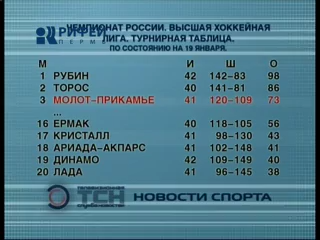 ЧЕМПИОНАТ РОССИИ. ВЫСШАЯ ХОККЕЙНАЯ
ЛИГА. ТУРНИРНАЯ ТАБЛИЦА.
РИФЕЙ
ПЕРМЬ
ПО СОСТОЯНИЮ НА 19 ЯНВАРЯ.
М И Ш О
1 РУБИН 42 142-83 98
2 ТОРОС 40 141-81 86
3 МОЛОТ-ПРИКАМЬЕ 41 120-109 73
...
16 ЕРМАК 40 118-105 56
17 КРИСТАЛЛ 41 98-130 43
18 АРИАДА-АКПАРС 41 102-148 41
19 ДИНАМО 42 109-149 40
20 ЛАДА 41 96-145 38
ТЕЛЕВИЗИОННАЯ
ТСН
СЛУЖБА НОВОСТЕЙ
НОВОСТИ СПОРТА